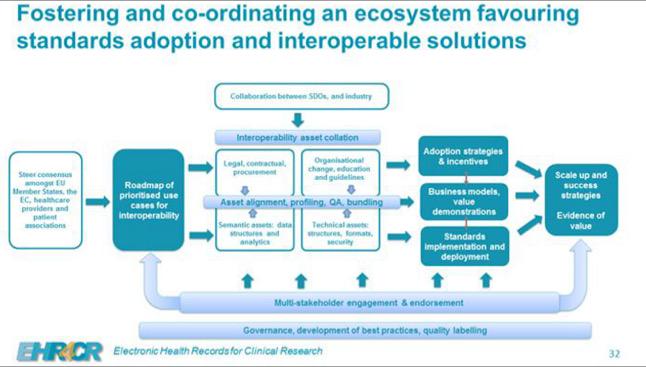 Fostering and co-ordinating an ecosystem favouring
standards adoption and interoperable solutions
Collaboration between SDOs, and industry
Interoperability asset collation
Steer consensus
amongst EU
Member States, the
EC, healthcare
providers and
patient
associations
Roadmap of
prioritised use
cases for
interoperability
Legal, contractual,
procurement
Organisational
change, education
and guidelines
Asset alignment, profiling, QA, bundling
Semantic assets: data
structures and
analytics
Technical assets:
structures, formats,
security
Adoption strategies
& incentives
Business models,
value
demonstrations
Standards
implementation and
deployment
Scale up and
success
strategies
Evidence of
value
Multi-stakeholder engagement & endorsement
Governance, development of best practices, quality labelling
EHR4CR
Electronic Health Records for Clinical Research
32